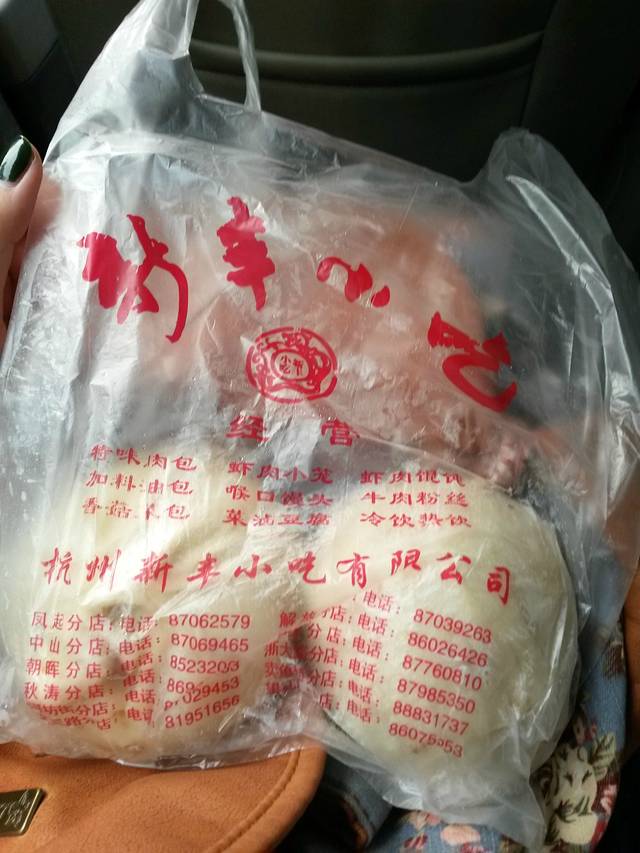 新丰小吃
经营
特味肉包 虾肉小笼 虾肉馄饨
加料油包 喉口馒头 牛肉粉丝
香菇菜包 菜油豆腐 冷饮热饮
杭州新丰小吃有限公司
凤起分店：电话：87062579
中山分店：电话：87069465
朝晖分店：电话：
秋涛分店：电话：
电话：81951656
电话：87039263
分店：电话：86026426
分店：电话：87760810
电话：87985350
电话：88831737
电话：